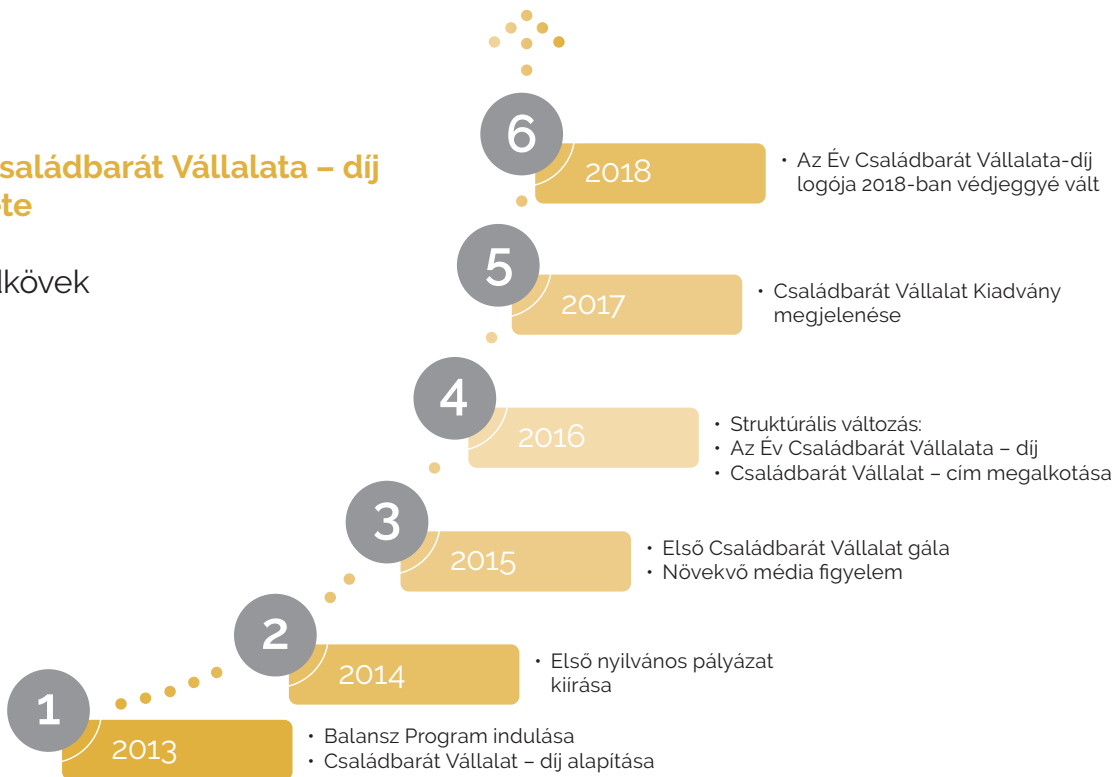 saládbarát Vállalata – díj
te
lkövek
6
2018
• Az Év Családbarát Vállalata-díj
logója 2018-ban védjeggyé vált
5
2017
• Családbarát Vállalat Kiadvány
megjelenése
4
2016
• Struktúrális változás:
• Az Év Családbarát Vállalata – díj
• Családbarát Vállalat – cím megalkotása
3
2015
• Első Családbarát Vállalat gála
• Növekvő média figyelem
2
2014
• Első nyilvános pályázat
kiírása
1
2013
• Balansz Program indulása
• Családbarát Vállalat – díj alapítása